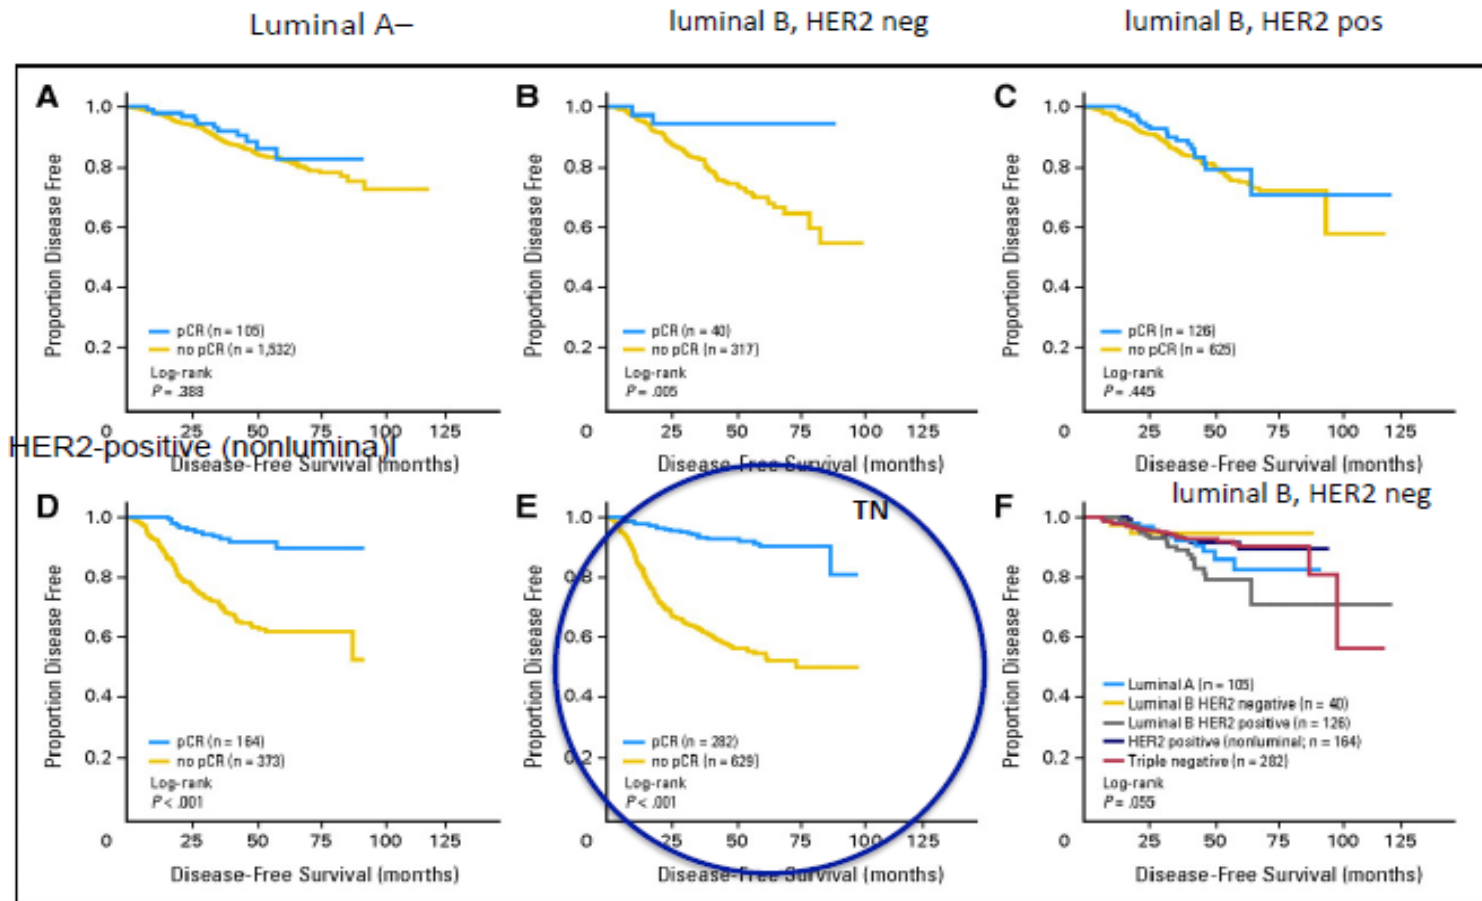 Luminal A–
luminal B, HER2 neg
luminal B, HER2 pos
A
Proportion Disease Free
1.0
0.8
0.6
0.4
0.2
pCR (n = 105)
no pCR (n = 1,532)
Log-rank
P = .388
0 25 50 75 100 125
Disease-Free Survival (months)
B
Proportion Disease Free
1.0
0.8
0.6
0.4
0.2
pCR (n = 40)
no pCR (n = 317)
Log-rank
P = .005
0 25 50 75 100 125
Disease-Free Survival (months)
C
Proportion Disease Free
1.0
0.8
0.6
0.4
0.2
pCR (n = 126)
no pCR (n = 625)
Log-rank
P = .445
0 25 50 75 100 125
Disease-Free Survival (months)
HER2-positive (nonlumina)l
D
Proportion Disease Free
1.0
0.8
0.6
0.4
0.2
pCR (n = 164)
no pCR (n = 373)
Log-rank
P < .001
0 25 50 75 100 125
Disease-Free Survival (months)
E
TN
Proportion Disease Free
1.0
0.8
0.6
0.4
0.2
pCR (n = 282)
no pCR (n = 629)
Log-rank
P < .001
0 25 50 75 100 125
Disease-Free Survival (months)
F
luminal B, HER2 neg
Proportion Disease Free
1.0
0.8
0.6
0.4
0.2
Luminal A (n = 105)
Luminal B HER2 negative (n = 40)
Luminal B HER2 positive (n = 126)
HER2 positive (nonluminal; n = 164)
Triple negative (n = 282)
Log-rank
P = .055
0 25 50 75 100 125
Disease-Free Survival (months)